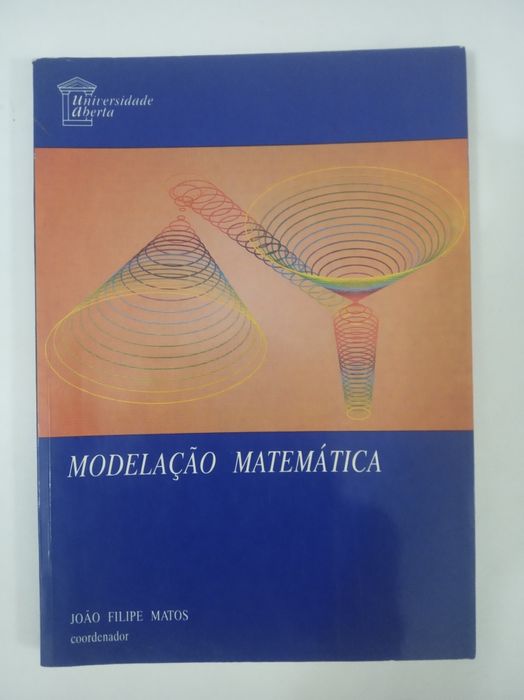 Universidade
Aberta
MODELAÇÃO MATEMÁTICA
JOÃO FILIPE MATOS
coordenador